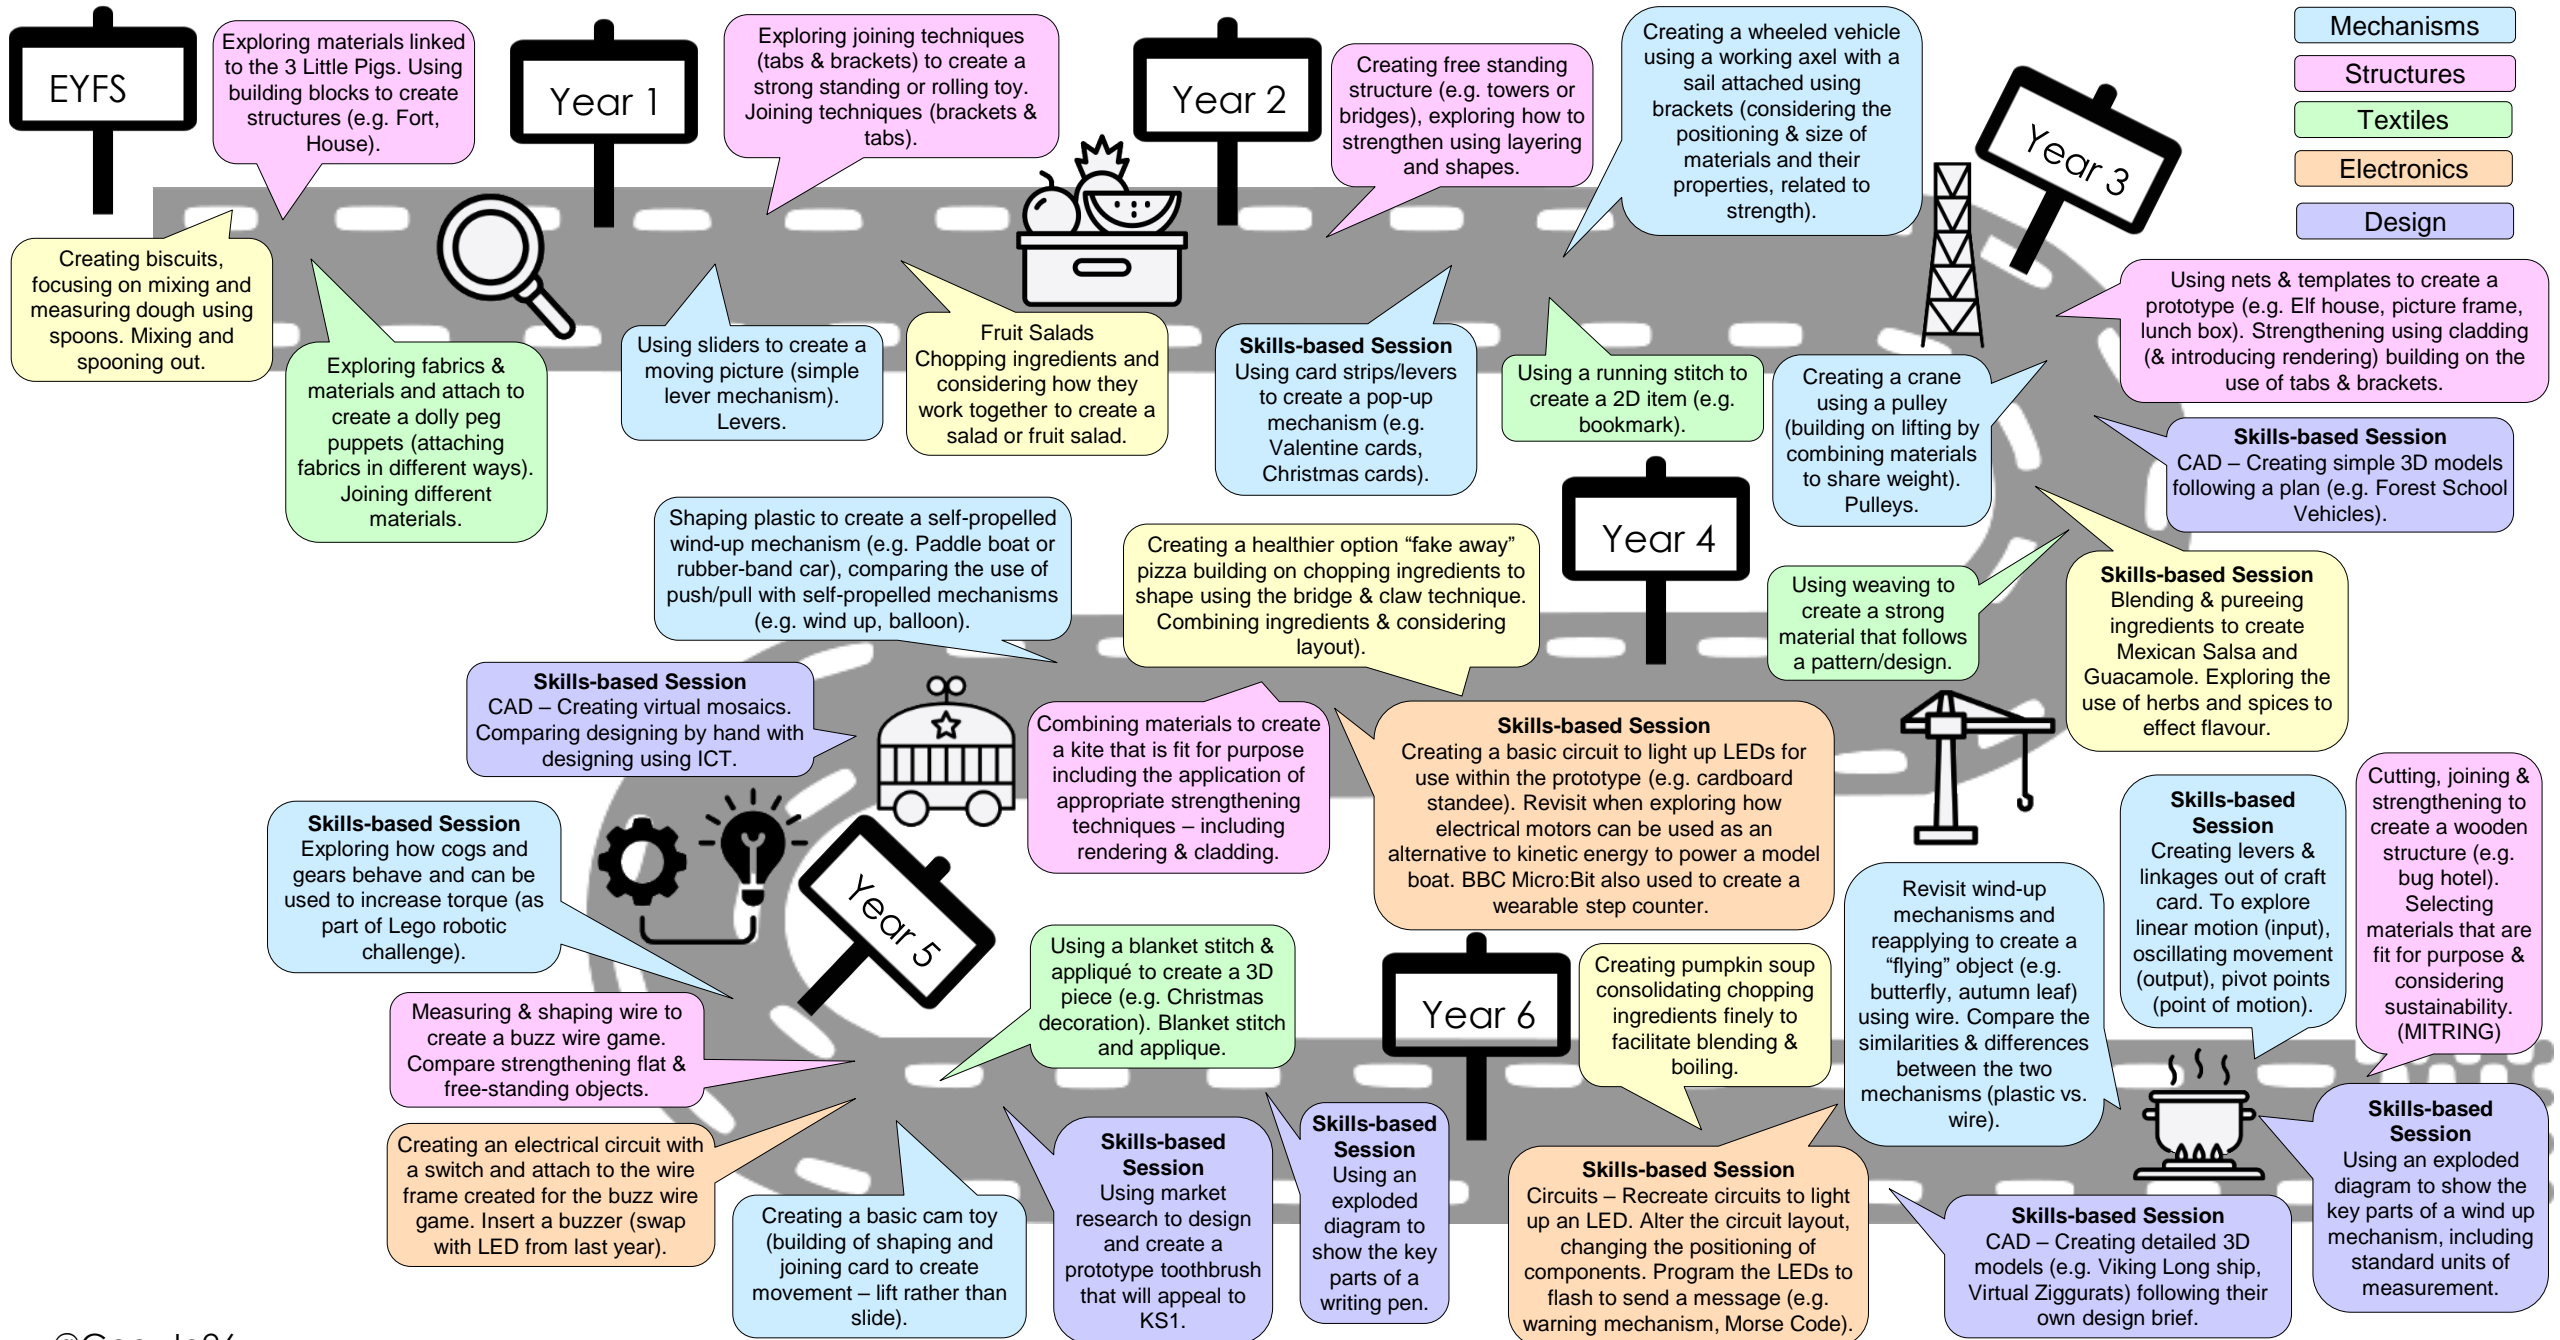 EYFS
Exploring materials linked
to the 3 Little Pigs. Using
building blocks to create
structures (e.g. Fort,
House).
Creating biscuits,
focusing on mixing and
measuring dough using
spoons. Mixing and
spooning out.
Exploring fabrics &
materials and attach to
create a dolly peg
puppets (attaching
fabrics in different ways).
Joining different
materials.
Year 1
Exploring joining techniques
(tabs & brackets) to create a
strong standing or rolling toy.
Joining techniques (brackets &
tabs).
Using sliders to create a
moving picture (simple
lever mechanism).
Levers.
Fruit Salads
Chopping ingredients and
considering how they
work together to create a
salad or fruit salad.
Year 2
Creating free standing
structure (e.g. towers or
bridges), exploring how to
strengthen using layering
and shapes.
Creating a wheeled vehicle
using a working axel with a
sail attached using
brackets (considering the
positioning & size of
materials and their
properties, related to
strength).
Skills-based Session
Using card strips/levers
to create a pop-up
mechanism (e.g.
Valentine cards,
Christmas cards).
Using a running stitch to
create a 2D item (e.g.
bookmark).
Mechanisms
Structures
Textiles
Electronics
Design
Year 3
Using nets & templates to create a
prototype (e.g. Elf house, picture frame,
lunch box). Strengthening using cladding
(& introducing rendering) building on the
use of tabs & brackets.
Creating a crane
using a pulley
(building on lifting by
combining materials
to share weight).
Pulleys.
Skills-based Session
CAD – Creating simple 3D models
following a plan (e.g. Forest School
Vehicles).
Skills-based Session
Blending & pureeing
ingredients to create
Mexican Salsa and
Guacamole. Exploring the
use of herbs and spices to
effect flavour.
Using weaving to
create a strong
material that follows
a pattern/design.
Year 4
Creating a healthier option “fake away”
pizza building on chopping ingredients to
shape using the bridge & claw technique.
Combining ingredients & considering
layout).
Shaping plastic to create a self-propelled
wind-up mechanism (e.g. Paddle boat or
rubber-band car), comparing the use of
push/pull with self-propelled mechanisms
(e.g. wind up, balloon).
Skills-based Session
Creating a basic circuit to light up LEDs for
use within the prototype (e.g. cardboard
standee). Revisit when exploring how
electrical motors can be used as an
alternative to kinetic energy to power a model
boat. BBC Micro:Bit also used to create a
wearable step counter.
Combining materials to create
a kite that is fit for purpose
including the application of
appropriate strengthening
techniques – including
rendering & cladding.
Skills-based Session
CAD – Creating virtual mosaics.
Comparing designing by hand with
designing using ICT.
Year 5
Skills-based Session
Exploring how cogs and
gears behave and can be
used to increase torque (as
part of Lego robotic
challenge).
Measuring & shaping wire to
create a buzz wire game.
Compare strengthening flat &
free-standing objects.
Creating an electrical circuit with
a switch and attach to the wire
frame created for the buzz wire
game. Insert a buzzer (swap
with LED from last year).
Using a blanket stitch &
appliqué to create a 3D
piece (e.g. Christmas
decoration). Blanket stitch
and applique.
Creating a basic cam toy
(building of shaping and
joining card to create
movement – lift rather than
slide).
Skills-based
Session
Using market
research to design
and create a
prototype toothbrush
that will appeal to
KS1.
Skills-based
Session
Using an
exploded
diagram to
show the key
parts of a
writing pen.
Year 6
Creating pumpkin soup
consolidating chopping
ingredients finely to
facilitate blending &
boiling.
Skills-based Session
Circuits – Recreate circuits to light
up an LED. Alter the circuit layout,
changing the positioning of
components. Program the LEDs to
flash to send a message (e.g.
warning mechanism, Morse Code).
Revisit wind-up
mechanisms and
reapplying to create a
“flying” object (e.g.
butterfly, autumn leaf)
using wire. Compare the
similarities & differences
between the two
mechanisms (plastic vs.
wire).
Skills-based
Session
Creating levers &
linkages out of craft
card. To explore
linear motion (input),
oscillating movement
(output), pivot points
(point of motion).
Cutting, joining &
strengthening to
create a wooden
structure (e.g.
bug hotel).
Selecting
materials that are
fit for purpose &
considering
sustainability.
(MITRING)
Skills-based Session
CAD – Creating detailed 3D
models (e.g. Viking Long ship,
Virtual Ziggurats) following their
own design brief.
Skills-based
Session
Using an exploded
diagram to show the
key parts of a wind up
mechanism, including
standard units of
measurement.